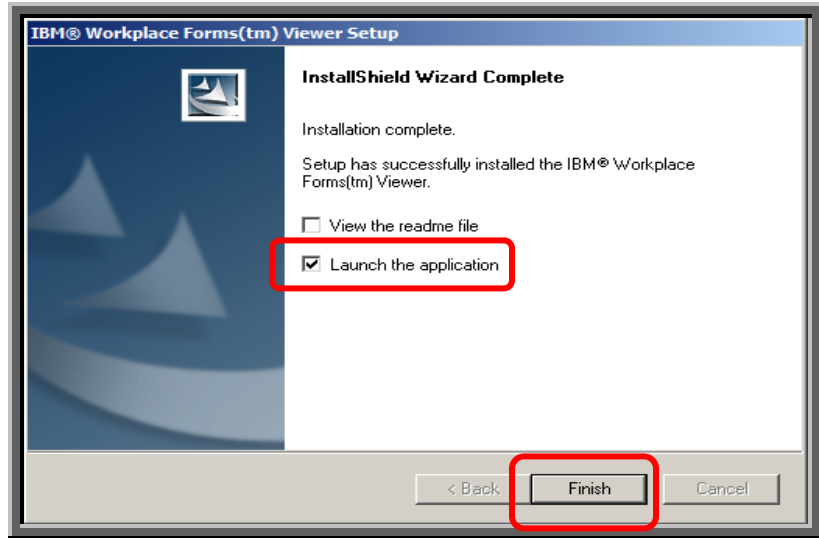 IBM® Workplace Forms(tm) Viewer Setup
InstallShield Wizard Complete
Installation complete.
Setup has successfully installed the IBM® Workplace
Forms(tm) Viewer.
View the readme file
Launch the application
< Back
Finish
Cancel